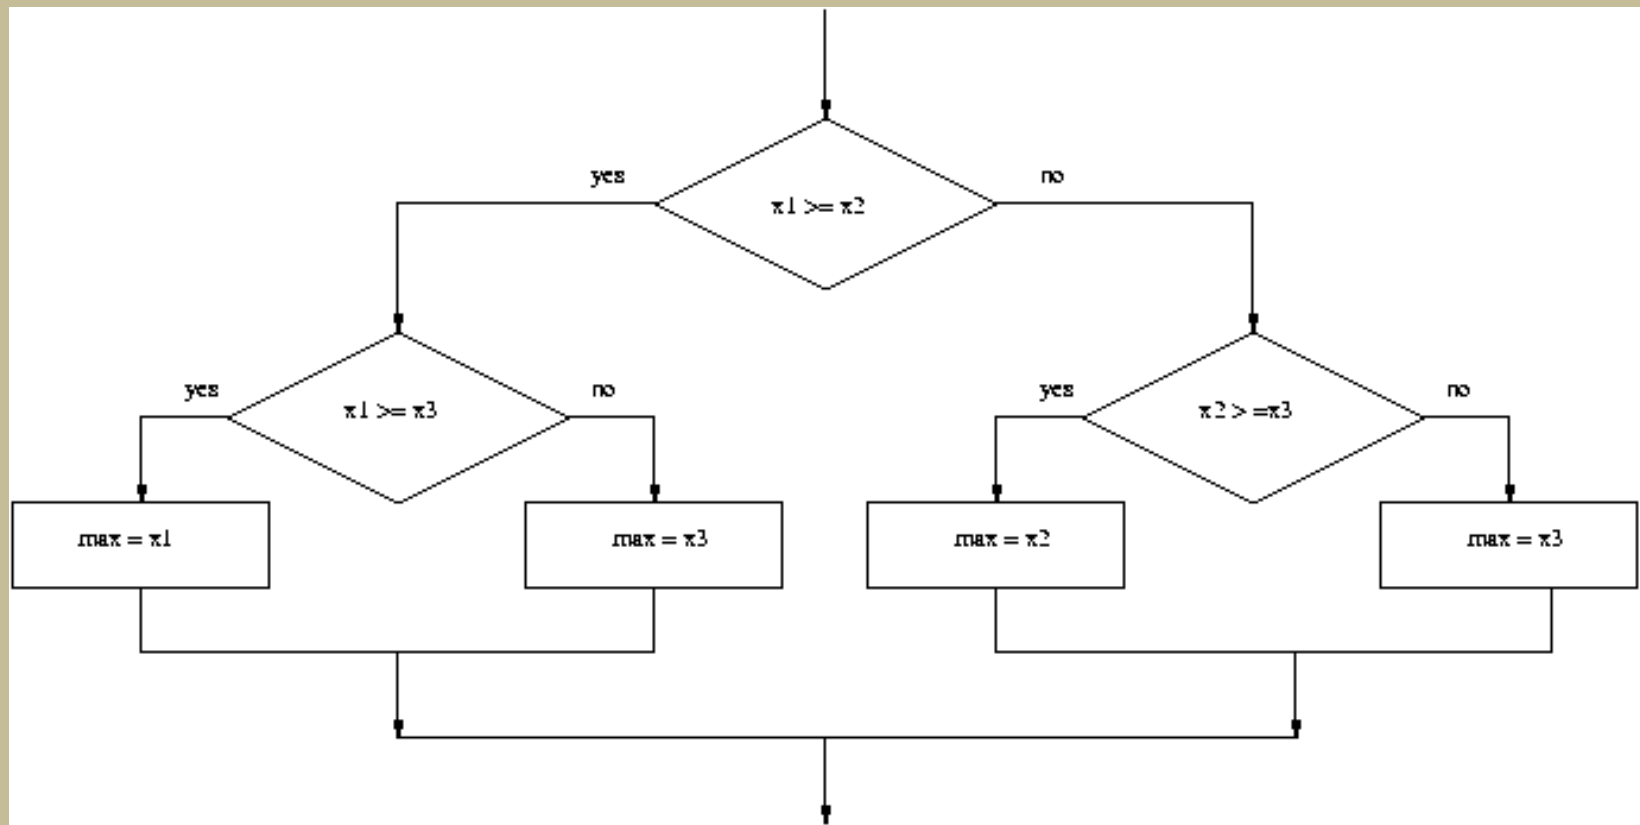 yes
no
x1 >= x2
yes
no
yes
no
x1 >= x3
x2 > =x3
max = x1
max = x3
max = x2
max = x3